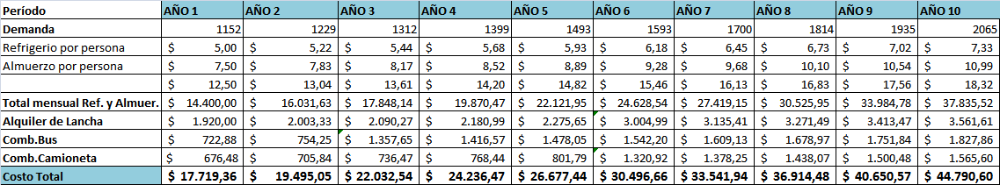 Período AÑO 1 AÑO 2 AÑO 3 AÑO 4 AÑO 5 AÑO 6 AÑO 7 AÑO 8 AÑO 9 AÑO 10
Demanda 1152 1229 1312 1399 1493 1593 1700 1814 1935 2065
Refrigerio por persona $ 5,00 $ 5,22 $ 5,44 $ 5,68 $ 5,93 $ 6,18 $ 6,45 $ 6,73 $ 7,02 $ 7,33
Almuerzo por persona $ 7,50 $ 7,83 $ 8,17 $ 8,52 $ 8,89 $ 9,28 $ 9,68 $ 10,10 $ 10,54 $ 10,99
$ 12,50 $ 13,04 $ 13,61 $ 14,20 $ 14,82 $ 15,46 $ 16,13 $ 16,83 $ 17,56 $ 18,32
Total mensual Ref. y Almuer. $ 14.400,00 $ 16.031,63 $ 17.848,14 $ 19.870,47 $ 22.121,95 $ 24.628,54 $ 27.419,15 $ 30.525,95 $ 33.984,78 $ 37.835,52
Alquiler de Lancha $ 1.920,00 $ 2.003,33 $ 2.090,27 $ 2.180,99 $ 2.275,65 $ 3.004,99 $ 3.135,41 $ 3.271,49 $ 3.413,47 $ 3.561,61
Comb.Bus $ 722,88 $ 754,25 $ 1.357,65 $ 1.416,57 $ 1.478,05 $ 1.542,20 $ 1.609,13 $ 1.678,97 $ 1.751,84 $ 1.827,86
Comb.Camioneta $ 676,48 $ 705,84 $ 736,47 $ 768,44 $ 801,79 $ 1.320,92 $ 1.378,25 $ 1.438,07 $ 1.500,48 $ 1.565,60
Costo Total $ 17.719,36 $ 19.495,05 $ 22.032,54 $ 24.236,47 $ 26.677,44 $ 30.496,66 $ 33.541,94 $ 36.914,48 $ 40.650,57 $ 44.790,60